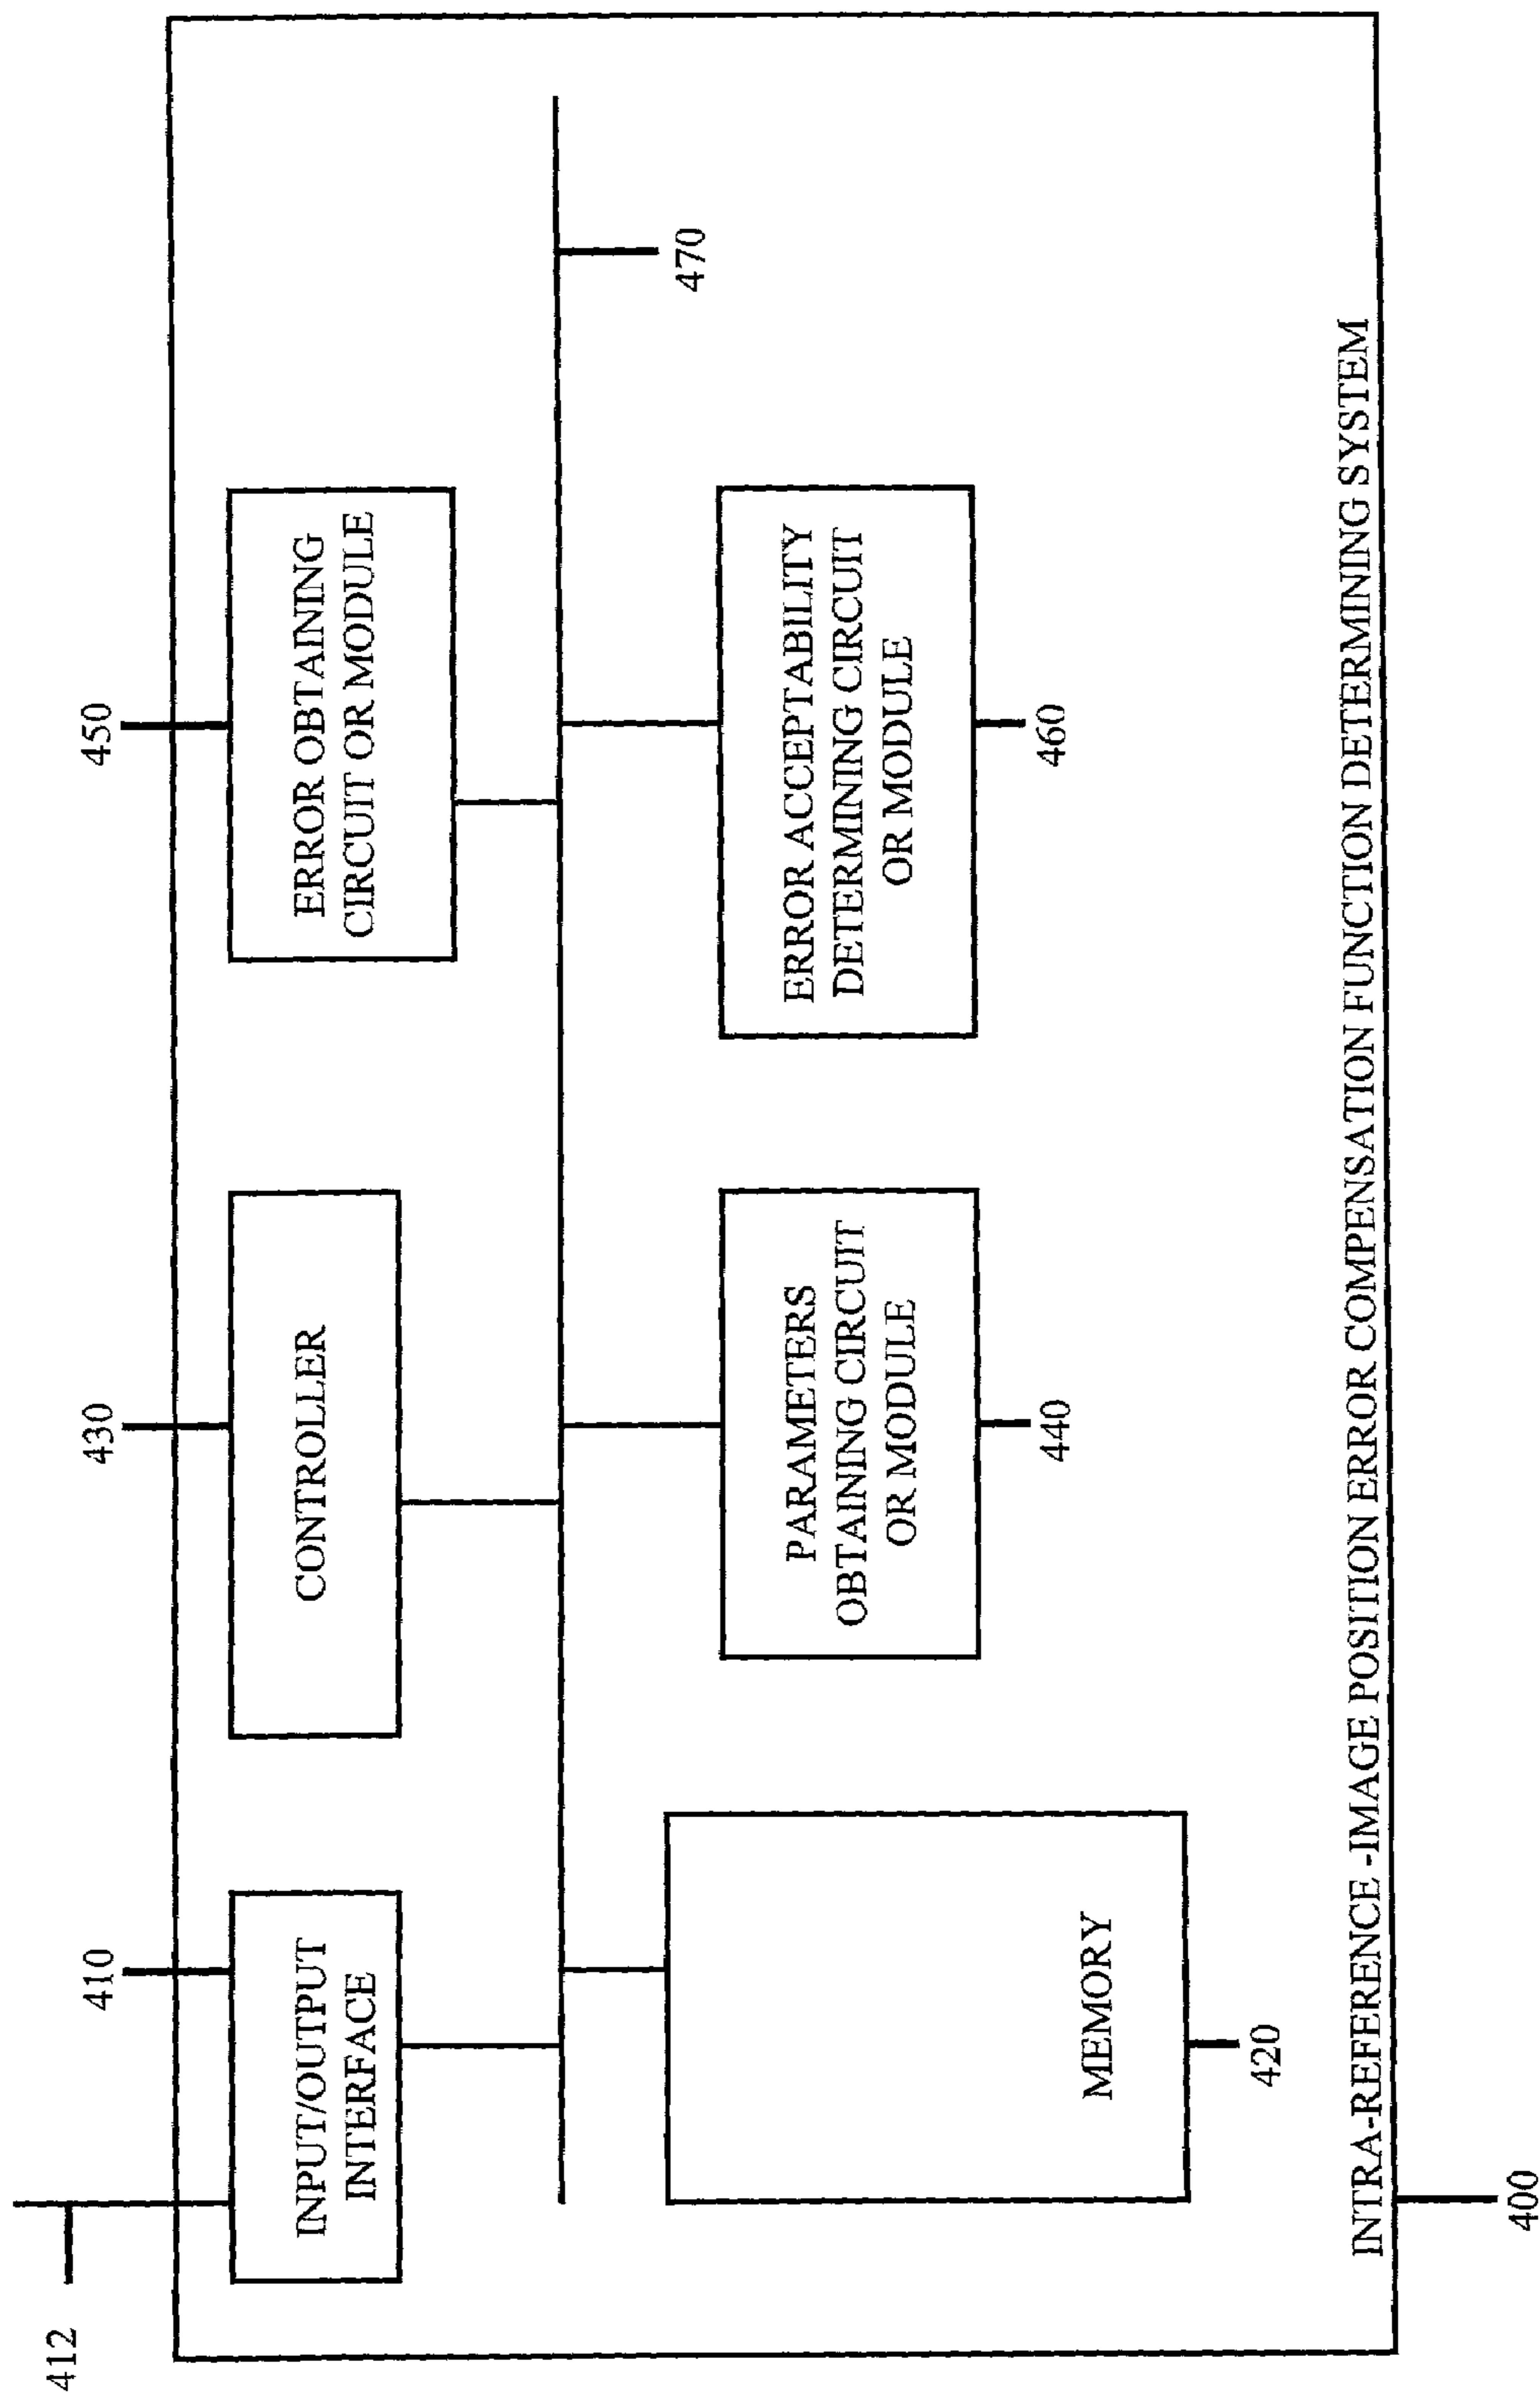 412
410
430
450
INPUT/OUTPUT
INTERFACE
CONTROLLER
ERROR OBTAINING
CIRCUIT OR MODULE
470
MEMORY
PARAMETERS
OBTAINING CIRCUIT
OR MODULE
ERROR ACCEPTABILITY
DETERMINING CIRCUIT
OR MODULE
420
440
460
INTRA-REFERENCE -IMAGE POSITION ERROR COMPENSATION FUNCTION DETERMINING SYSTEM
400